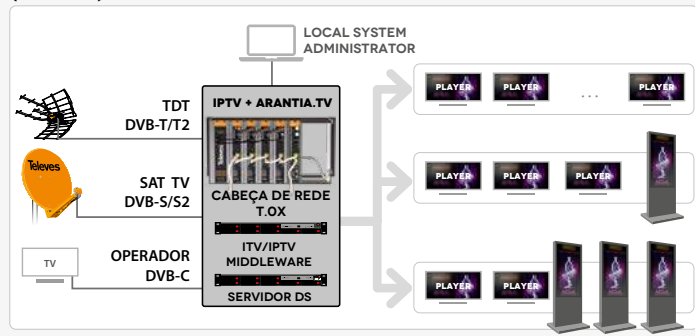 LOCAL SYSTEM
ADMINISTRATOR
TDT
DVB-T/T2
Televes
SAT TV
DVB-S/S2
TV
OPERADOR
DVB-C
IPTV + ARANTIA.TV
CABEÇA DE REDE
T.0X
ITV/IPTV
MIDDLEWARE
SERVIDOR DS
PLAYER
PLAYER
...
PLAYER
PLAYER
PLAYER
PLAYER
PLAYER
PLAYER